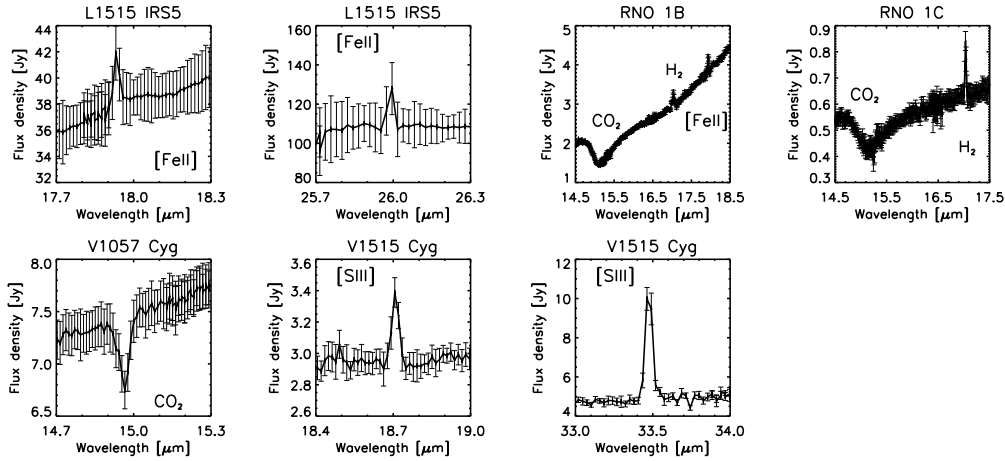 L1515 IRS5
Flux density [Jy]
44
42
40
38
36
34
32
[FeII]
17.7 17.9 18.1 18.3
Wavelength [μm]
L1515 IRS5
Flux density [Jy]
160
140
120
100
80
[FeII]
25.7 26.0 26.3
Wavelength [μm]
RNO 1B
Flux density [Jy]
5
4
3
2
1
H₂
CO₂
[FeII]
14.5 15.5 16.5 17.5 18.5
Wavelength [μm]
RNO 1C
Flux density [Jy]
0.9
0.8
0.7
0.6
0.5
0.4
0.3
CO₂
H₂
14.5 15.5 16.5 17.5
Wavelength [μm]
V1057 Cyg
Flux density [Jy]
8.0
7.5
7.0
6.5
CO₂
14.7 15.0 15.3
Wavelength [μm]
V1515 Cyg
Flux density [Jy]
3.6
3.4
3.2
3.0
2.8
2.6
[SIII]
18.4 18.6 18.8 19.0
Wavelength [μm]
V1515 Cyg
Flux density [Jy]
12
10
8
6
4
[SIII]
33.0 33.5 34.0
Wavelength [μm]